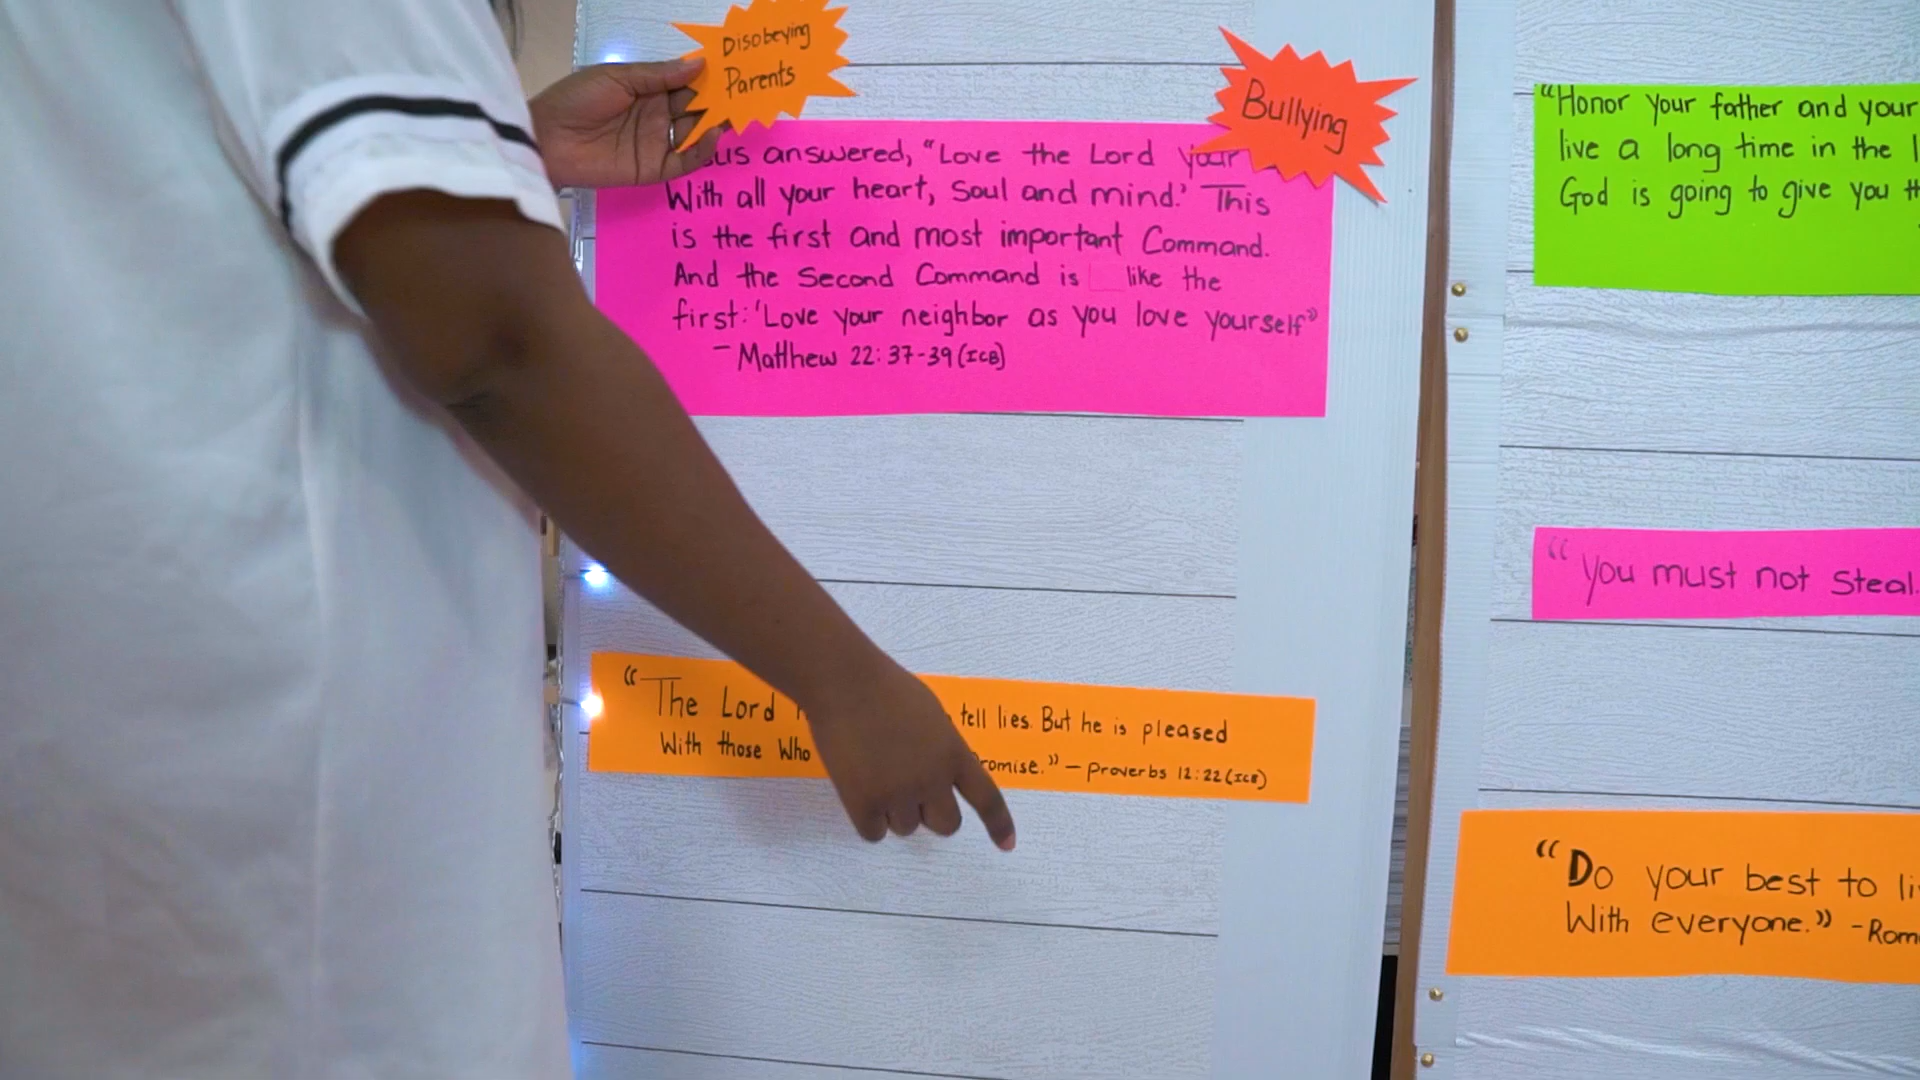 Disobeying
Parents
Bullying
answered, "Love the Lord your
With all your heart, Soul and mind.' This
is the first and most important Command.
And the Second Command is like the
first: 'Love your neighbor as you love yourself"
- Matthew 22:37-39 (ICB)
"The Lord tell lies. But he is pleased
With those Who Promise." - Proverbs 12:22 (ICB)
"Honor your father and your
live a long time in the
God is going to give you
"You must not Steal.
"Do your best to
With everyone." -Rom